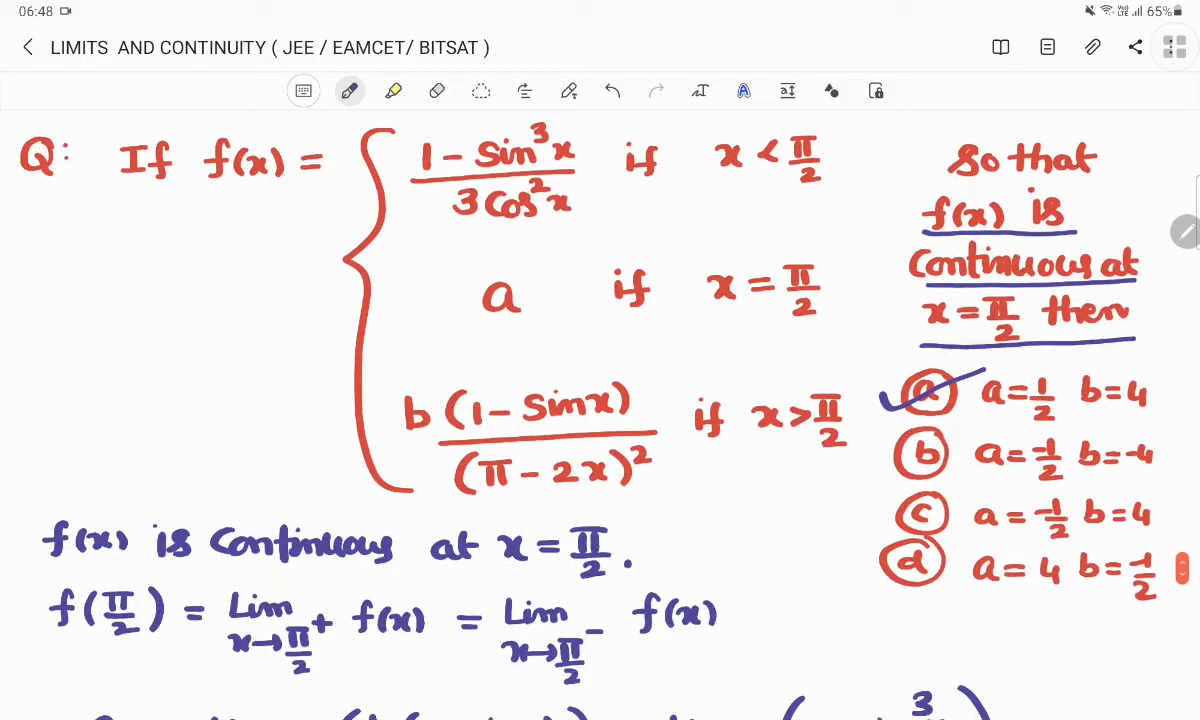 06:48 65%
LIMITS AND CONTINUITY ( JEE / EAMCET/ BITSAT )
Q: If f(x) = { 1 - Sin³x / 3Cos²x if x < π/2
a if x = π/2
b(1 - Sinx) / (π - 2x)² if x > π/2
So that
f(x) is
Continuous at
x = π/2 then
(a) a = 1/2 b = 4
(b) a = -1/2 b = -4
(c) a = -1/2 b = 4
(d) a = 4 b = -1/2
f(x) is Continuous at x = π/2.
f(π/2) = Lim x→π/2+ f(x) = Lim x→π/2- f(x)